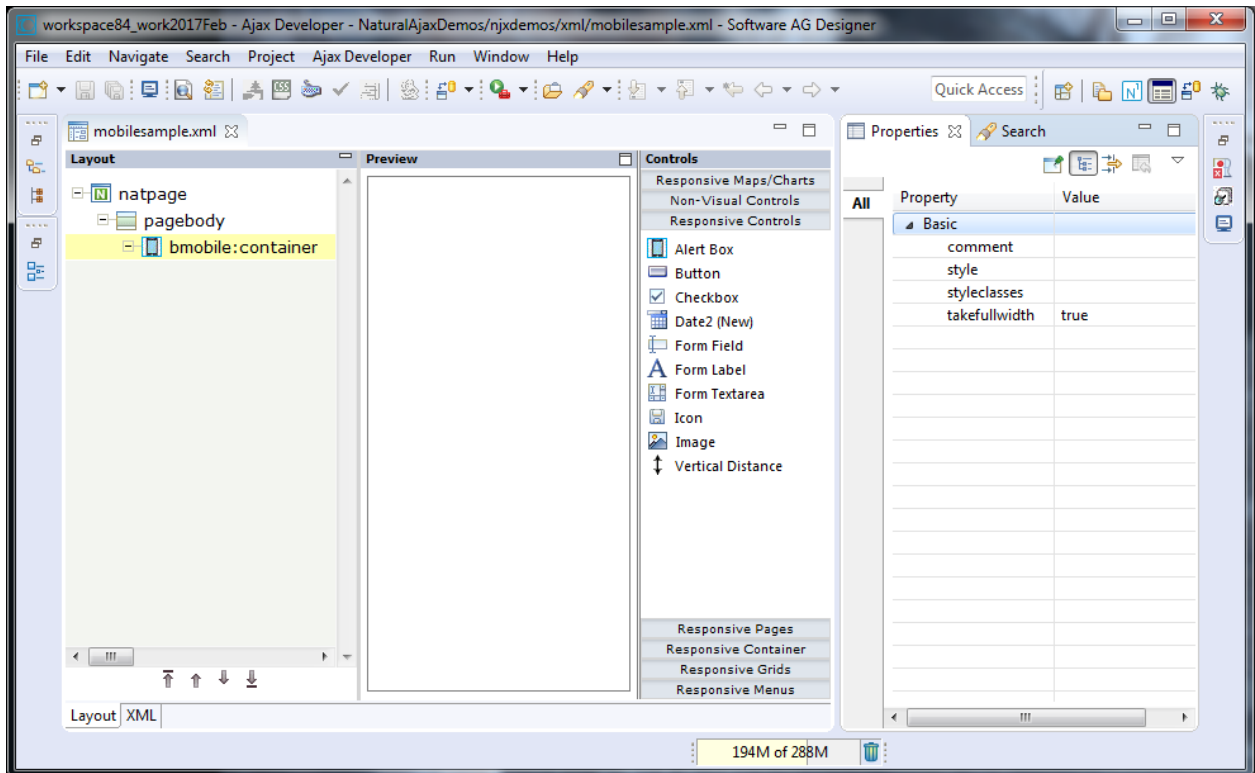 workspace84_work2017Feb - Ajax Developer - NaturalAjaxDemos/njxdemos/xml/mobilesample.xml - Software AG Designer
File Edit Navigate Search Project Ajax Developer Run Window Help
Quick Access
mobilesample.xml
Layout
natpage
pagebody
bmobile:container
Layout XML
Preview
Controls
Responsive Maps/Charts
Non-Visual Controls
Responsive Controls
Alert Box
Button
Checkbox
Date2 (New)
Form Field
Form Label
Form Textarea
Icon
Image
Vertical Distance
Responsive Pages
Responsive Container
Responsive Grids
Responsive Menus
Properties Search
All
Property Value
Basic
comment
style
styleclasses
takefullwidth true
194M of 288M